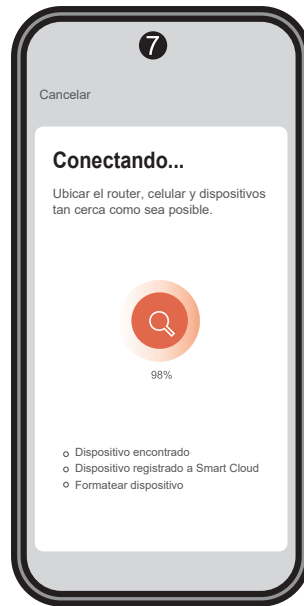 7
Cancelar
Conectando...
Ubicar el router, celular y dispositivos
tan cerca como sea posible.
98%
Dispositivo encontrado
Dispositivo registrado a Smart Cloud
Formatear dispositivo